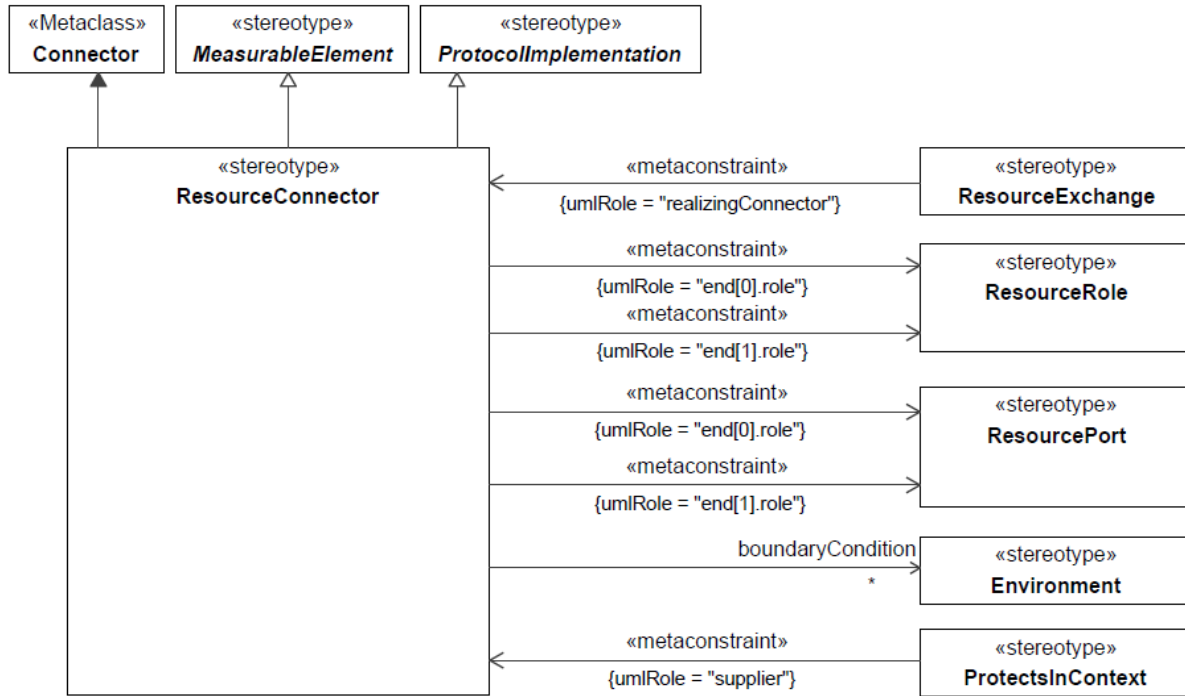 «Metaclass»
Connector
«stereotype»
MeasurableElement
«stereotype»
ProtocolImplementation
«stereotype»
ResourceConnector
«metaconstraint»
{umlRole = "realizingConnector"}
«stereotype»
ResourceExchange
«metaconstraint»
{umlRole = "end[0].role"}
«metaconstraint»
{umlRole = "end[1].role"}
«stereotype»
ResourceRole
«metaconstraint»
{umlRole = "end[0].role"}
«metaconstraint»
{umlRole = "end[1].role"}
«stereotype»
ResourcePort
boundaryCondition
*
«stereotype»
Environment
«metaconstraint»
{umlRole = "supplier"}
«stereotype»
ProtectsInContext